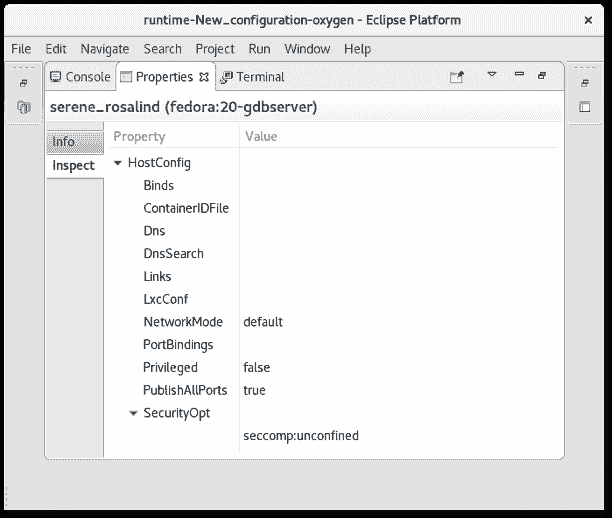 runtime-New_configuration-oxygen - Eclipse Platform
File Edit Navigate Search Project Run Window Help
Console Properties Terminal
serene_rosalind (fedora:20-gdbserver)
Info
Inspect
Property Value
HostConfig
Binds
ContainerIDFile
Dns
DnsSearch
Links
LxcConf
NetworkMode default
PortBindings
Privileged false
PublishAllPorts true
SecurityOpt
seccomp:unconfined